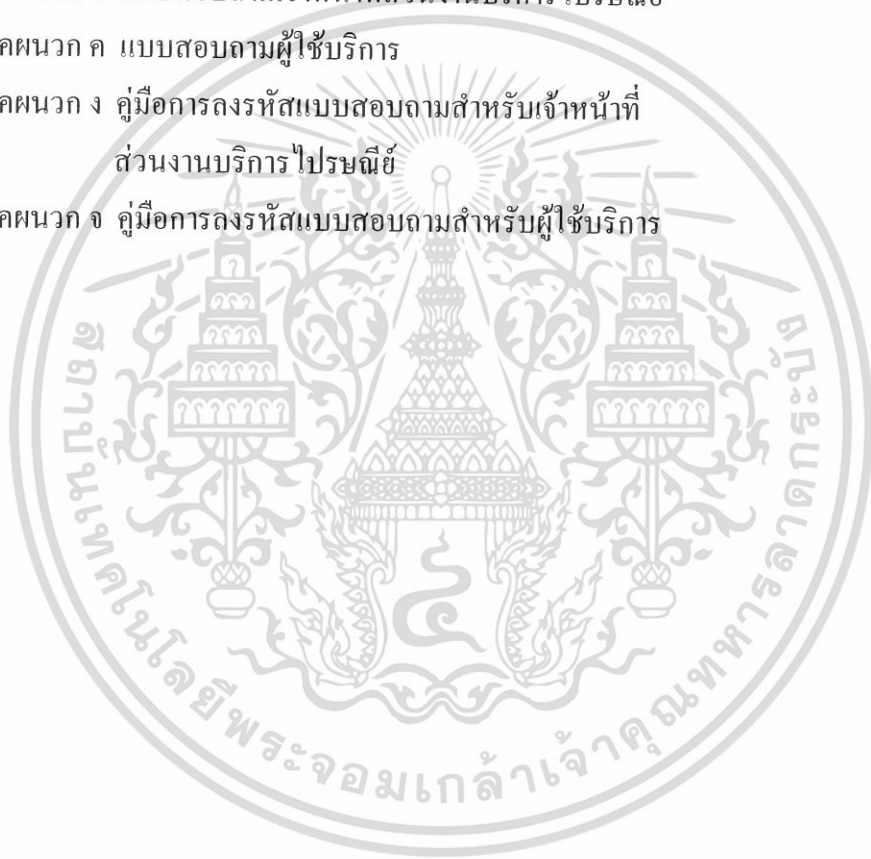 คผนวก ค แบบสอบถามผู้ใช้บริการ
คผนวก ง คู่มือการลงรหัสแบบสอบถามสำหรับเจ้าหน้าที่
ส่วนงานบริการไปรษณีย์
คผนวก จ คู่มือการลงรหัสแบบสอบถามสำหรับผู้ใช้บริการ
สถาบันเทคโนโลยีพระจอมเกล้าเจ้าคุณทหารลาดกระบัง
๔